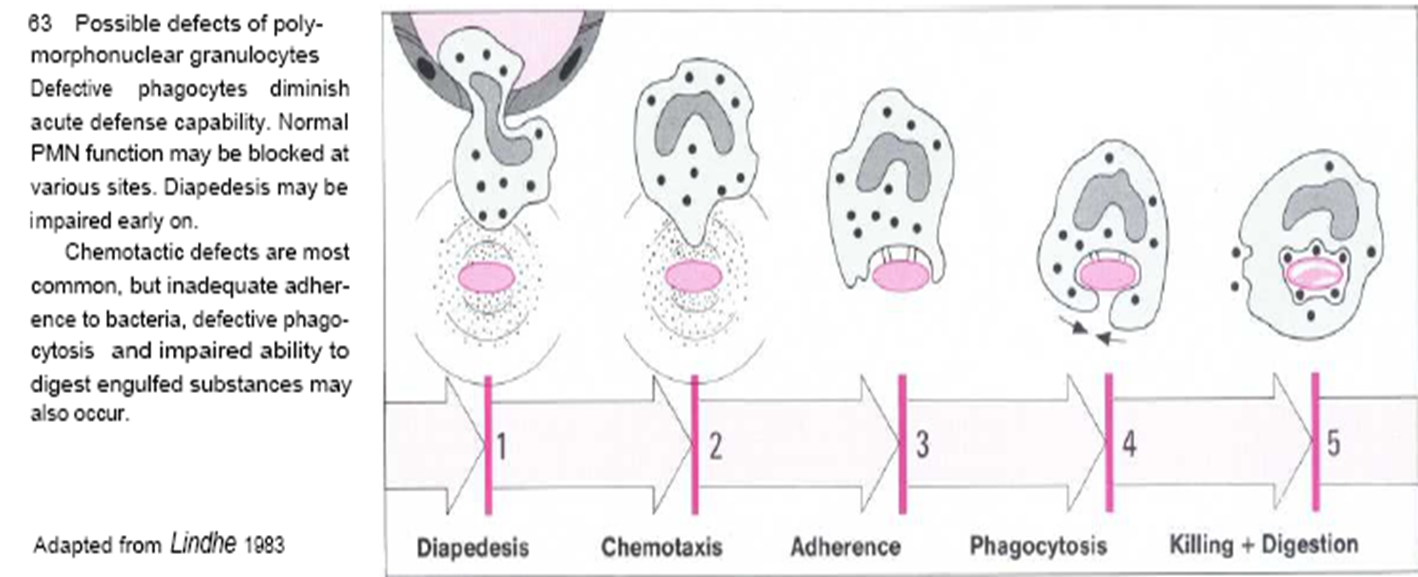 63 Possible defects of poly-
morphonuclear granulocytes
Defective phagocytes diminish
acute defense capability. Normal
PMN function may be blocked at
various sites. Diapedesis may be
impaired early on.
Chemotactic defects are most
common, but inadequate adher-
ence to bacteria, defective phago-
cytosis and impaired ability to
digest engulfed substances may
also occur.
Adapted from Lindhe 1983
1 2 3 4 5
Diapedesis Chemotaxis Adherence Phagocytosis Killing + Digestion